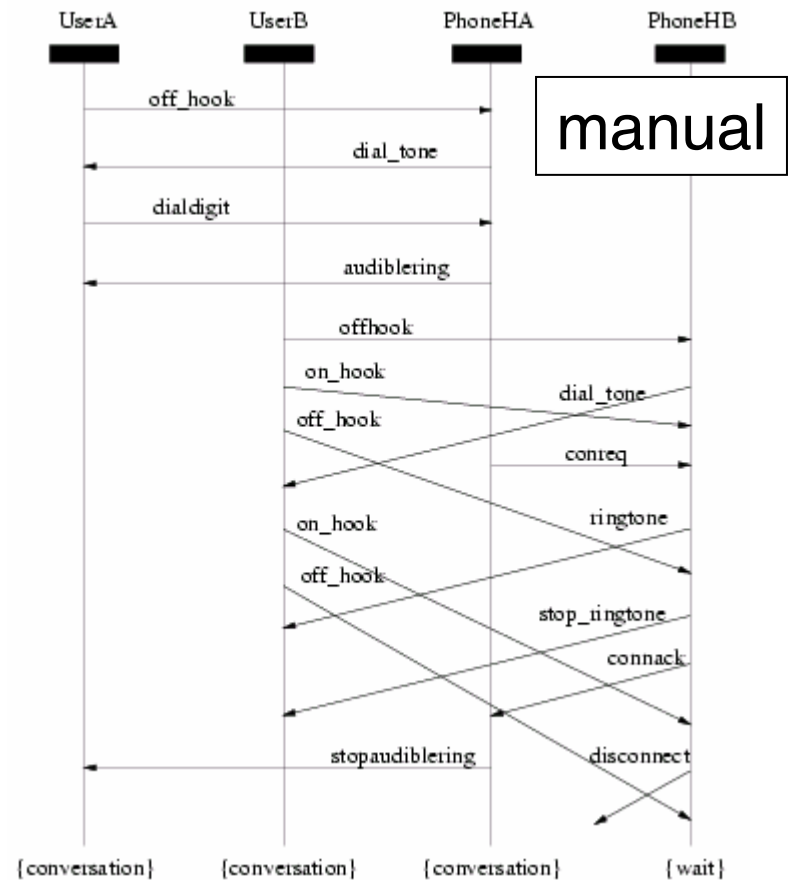 UserA UserB PhoneHA PhoneHB
off_hook
manual
dial_tone
dialdigit
audiblering
offhook
on_hook
dial_tone
off_hook
conreq
ringtone
on_hook
off_hook
stop_ringtone
connack
stopaudiblering
disconnect
{conversation} {conversation} {conversation} {wait}